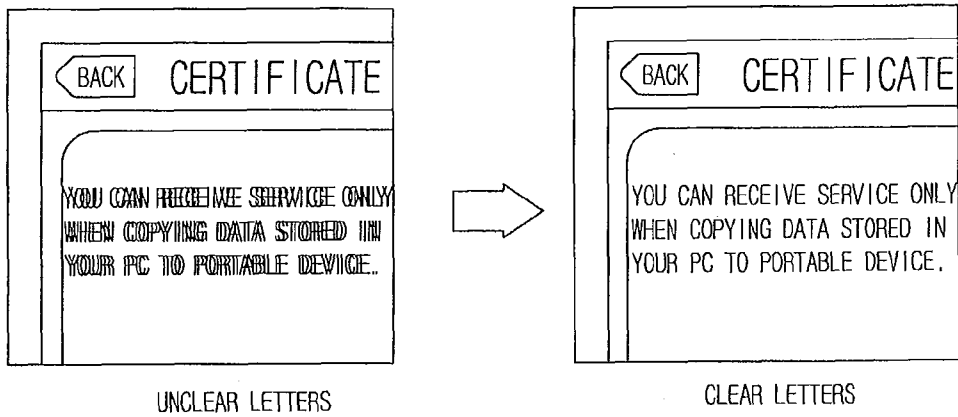 BACK CERTIFICATE
YOU CAN RECEIVE SERVICE ONLY
WHEN COPYING DATA STORED IN
YOUR PC TO PORTABLE DEVICE.
UNCLEAR LETTERS
BACK CERTIFICATE
YOU CAN RECEIVE SERVICE ONLY
WHEN COPYING DATA STORED IN
YOUR PC TO PORTABLE DEVICE.
CLEAR LETTERS